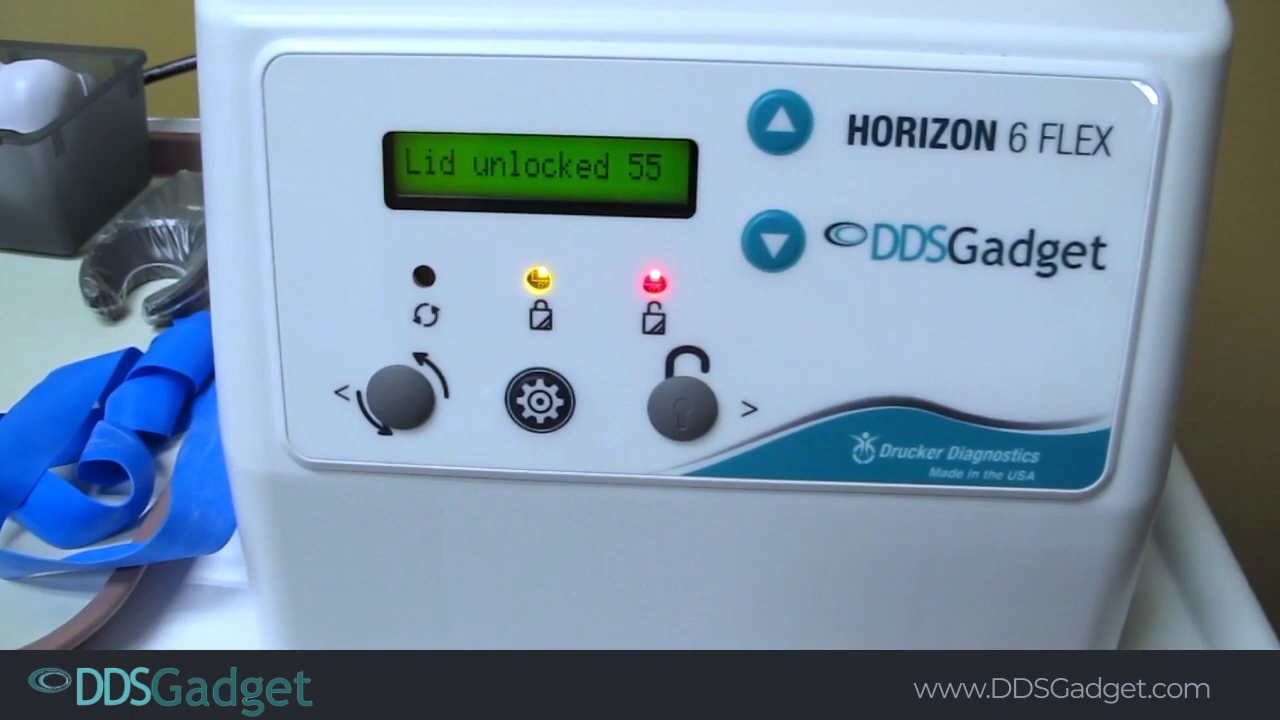 Lid unlocked 55
HORIZON 6 FLEX
DDSGadget
<
>
Drucker Diagnostics
Made in the USA
DDSGadget
www.DDSGadget.com